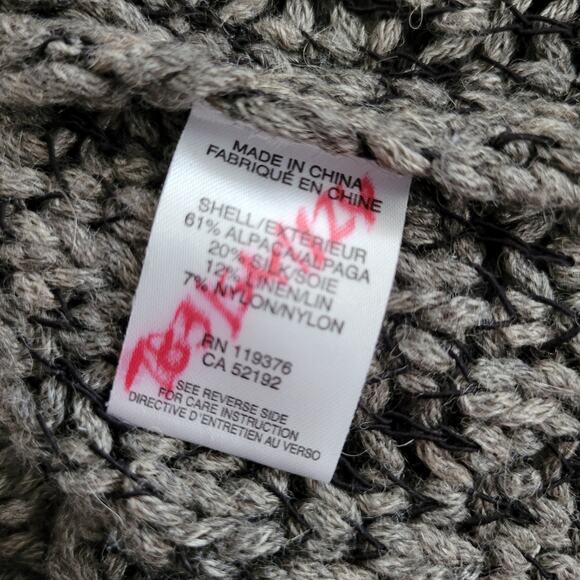 MADE IN CHINA
FABRIQUÉ EN CHINE
SHELL/EXTÉRIEUR
61% ALPACA/ALPAGA
20% SILK/SOIE
12% LINEN/LIN
7% NYLON/NYLON
RN 119376
CA 52192
SEE REVERSE SIDE
FOR CARE INSTRUCTION
DIRECTIVE D'ENTRETIEN AU VERSO